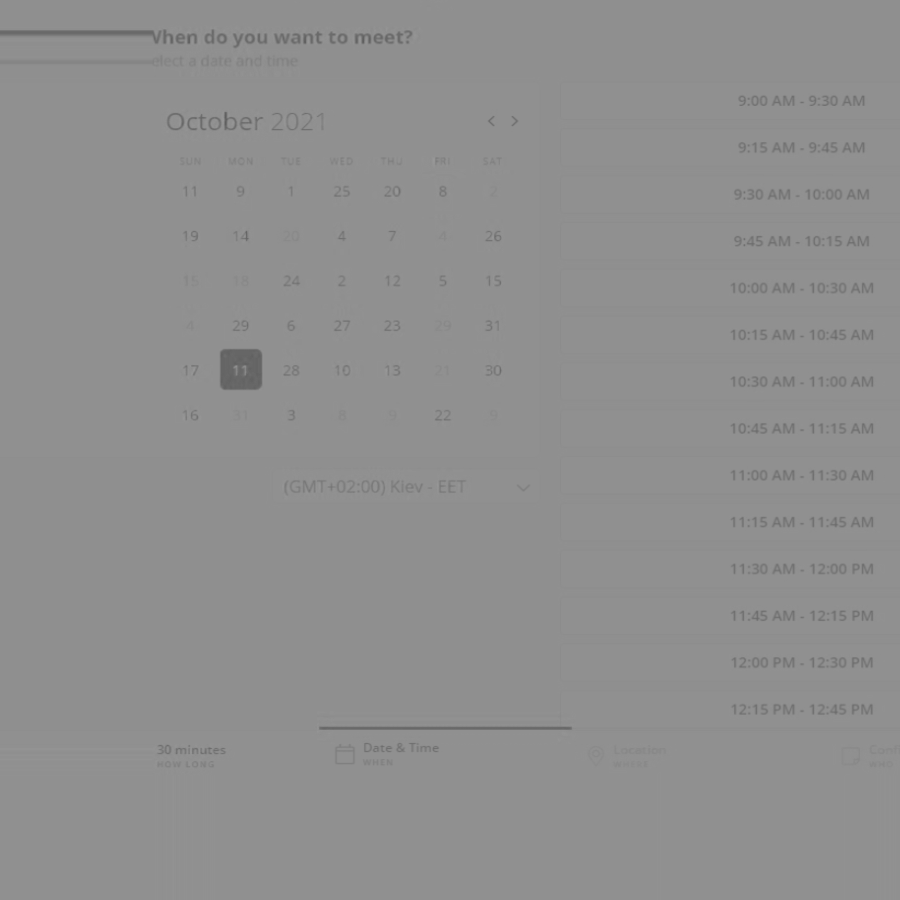 When do you want to meet?
elect a date and time
October 2021
SUN MON TUE WED THU FRI SAT
11 9 1 25 20 8 2
19 14 20 4 7 4 26
15 18 24 2 12 5 15
4 29 6 27 23 29 31
17 11 28 10 13 21 30
16 31 3 8 9 22 9
(GMT+02:00) Kiev - EET
9:00 AM - 9:30 AM
9:15 AM - 9:45 AM
9:30 AM - 10:00 AM
9:45 AM - 10:15 AM
10:00 AM - 10:30 AM
10:15 AM - 10:45 AM
10:30 AM - 11:00 AM
10:45 AM - 11:15 AM
11:00 AM - 11:30 AM
11:15 AM - 11:45 AM
11:30 AM - 12:00 PM
11:45 AM - 12:15 PM
12:00 PM - 12:30 PM
12:15 PM - 12:45 PM
30 minutes
HOW LONG
Date & Time
WHEN
Location
WHERE
Conf
WHO